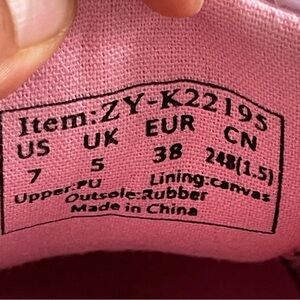 Item:ZY-K22195
US UK EUR CN
7 5 38 248(1.5)
Upper:PU Lining:canvas
Outsole:Rubber
Made in China